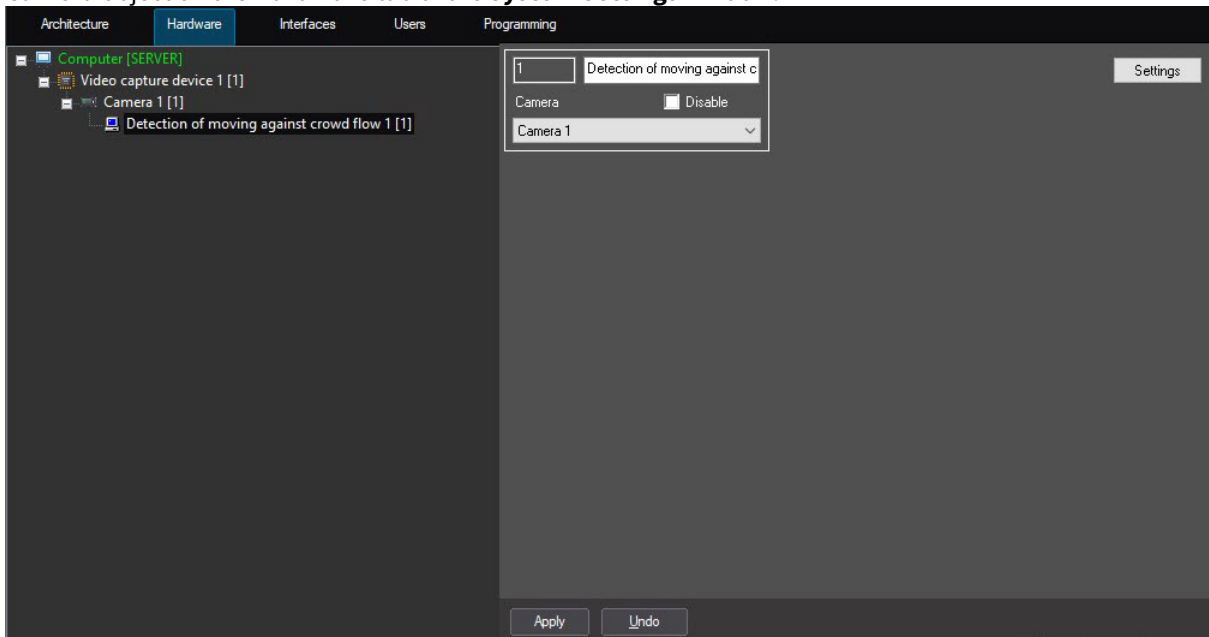 Architecture Hardware Interfaces Users Programming
Computer [SERVER]
Video capture device 1 [1]
Camera 1 [1]
Detection of moving against crowd flow 1 [1]
1 Detection of moving against c
Camera Disable
Camera 1
Settings
Apply Undo